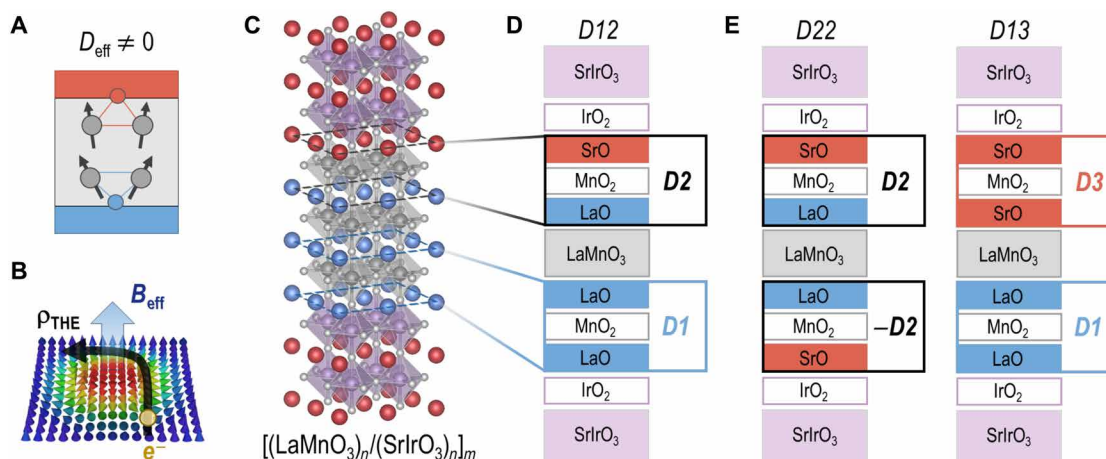 A
D_eff ≠ 0
B
B_eff
ρ_THE
e⁻
C
[(LaMnO₃)ₙ/(SrIrO₃)ₙ]ₘ
D
D12
SrIrO₃
IrO₂
SrO
MnO₂
D2
LaO
LaMnO₃
LaO
MnO₂
D1
LaO
IrO₂
SrIrO₃
E
D22
SrIrO₃
IrO₂
SrO
MnO₂
D2
LaO
LaMnO₃
LaO
MnO₂
–D2
SrO
IrO₂
SrIrO₃
D13
SrIrO₃
IrO₂
SrO
MnO₂
D3
SrO
LaMnO₃
LaO
MnO₂
D1
LaO
IrO₂
SrIrO₃